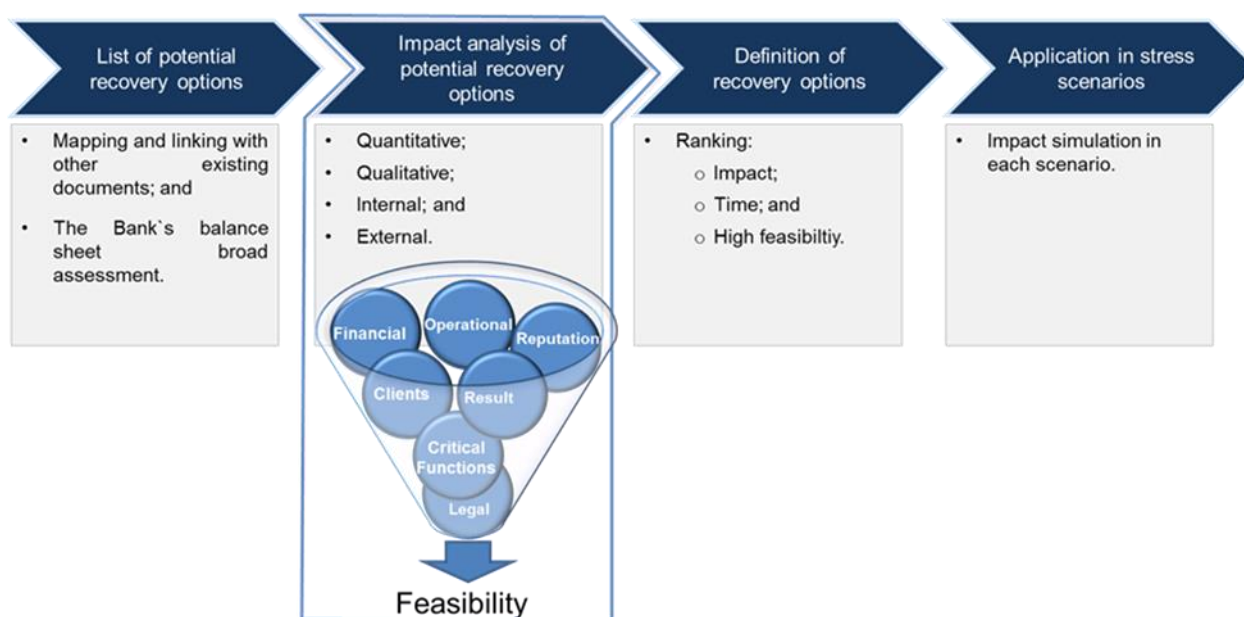 List of potential
recovery options
Impact analysis of
potential recovery
options
Definition of
recovery options
Application in stress
scenarios
• Mapping and linking with
other existing
documents; and
• The Bank`s balance
sheet broad
assessment.
• Quantitative;
• Qualitative;
• Internal; and
• External.
Financial
Operational
Reputation
Clients
Result
Critical
Functions
Legal
Feasibility
• Ranking:
o Impact;
o Time; and
o High feasibiltiy.
• Impact simulation in
each scenario.